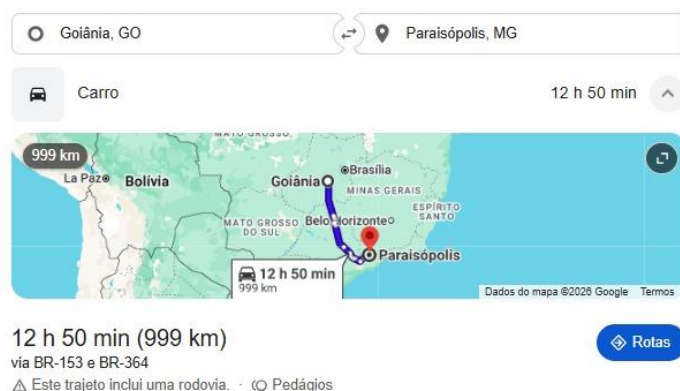 Goiânia, GO
Paraisópolis, MG
Carro
12 h 50 min
999 km
MATO GROSSO
Brasília
La Paz
Bolívia
Goiânia
MINAS GERAIS
ESPÍRITO
SANTO
MATO GROSSO
DO SUL
Belo Horizonte
Paraisópolis
12 h 50 min
999 km
Dados do mapa ©2026 Google
Termos
12 h 50 min (999 km)
via BR-153 e BR-364
Rotas
Este trajeto inclui uma rodovia. · Pedágios